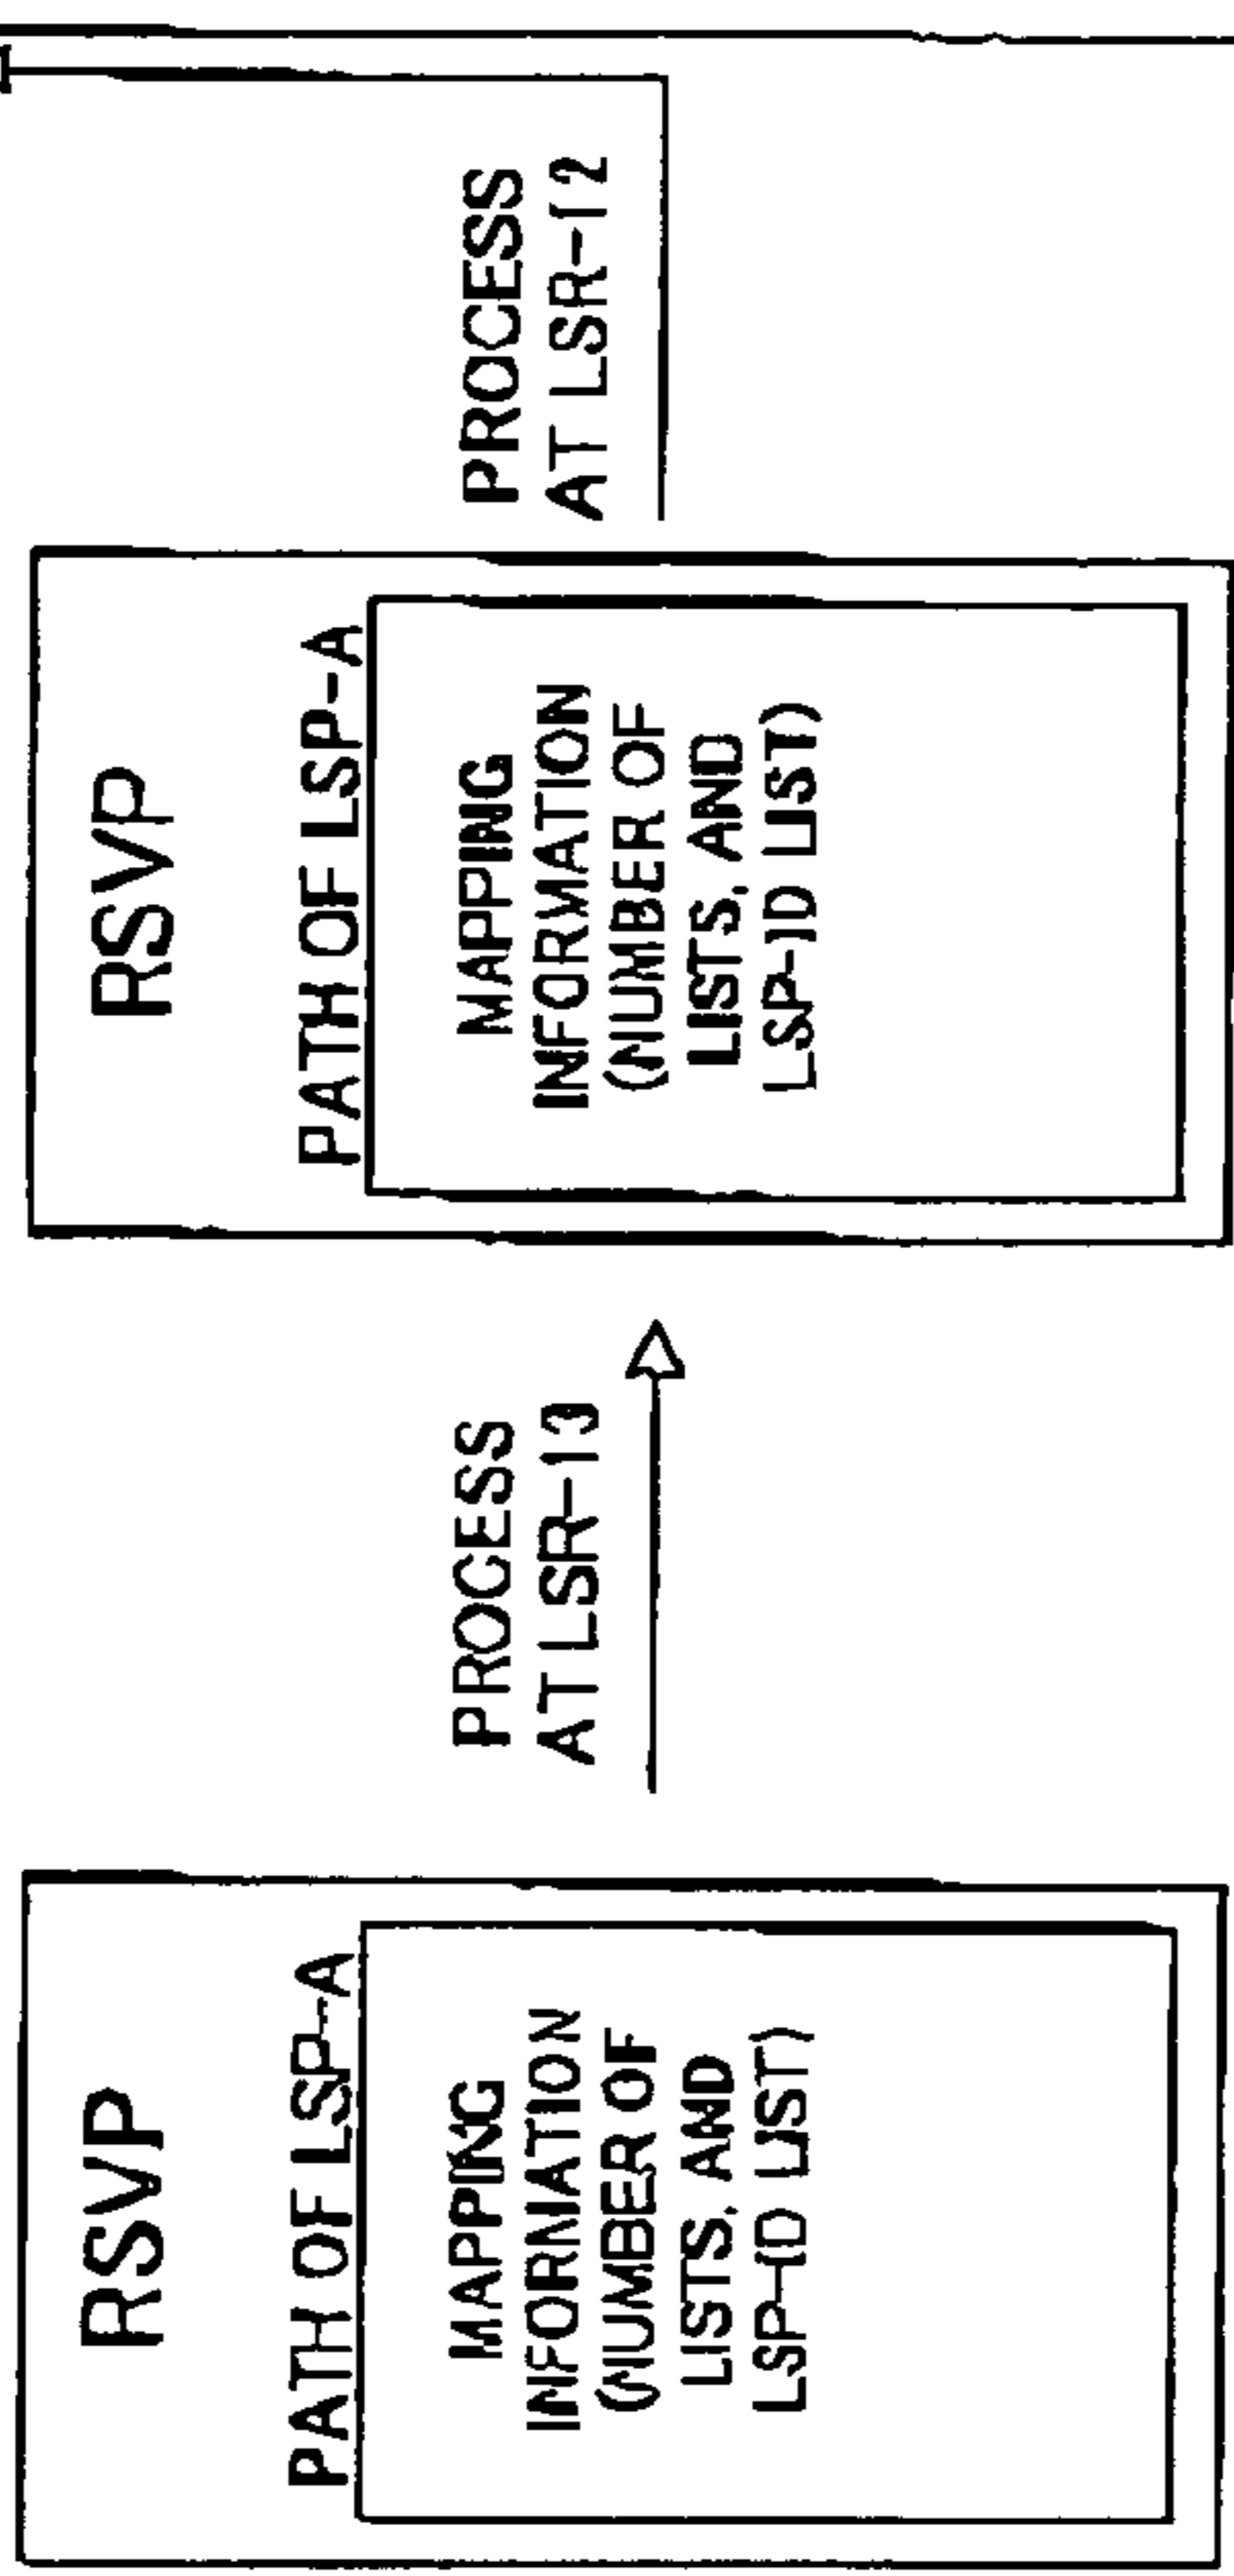 RSVP
PATH OF LSP-A
MAPPING
INFORMATION
(NUMBER OF
LISTS, AND
LSP-ID LIST)
PROCESS
AT LSR-13
RSVP
PATH OF LSP-A
MAPPING
INFORMATION
(NUMBER OF
LISTS, AND
LSP-ID LIST)
PROCESS
AT LSR-12